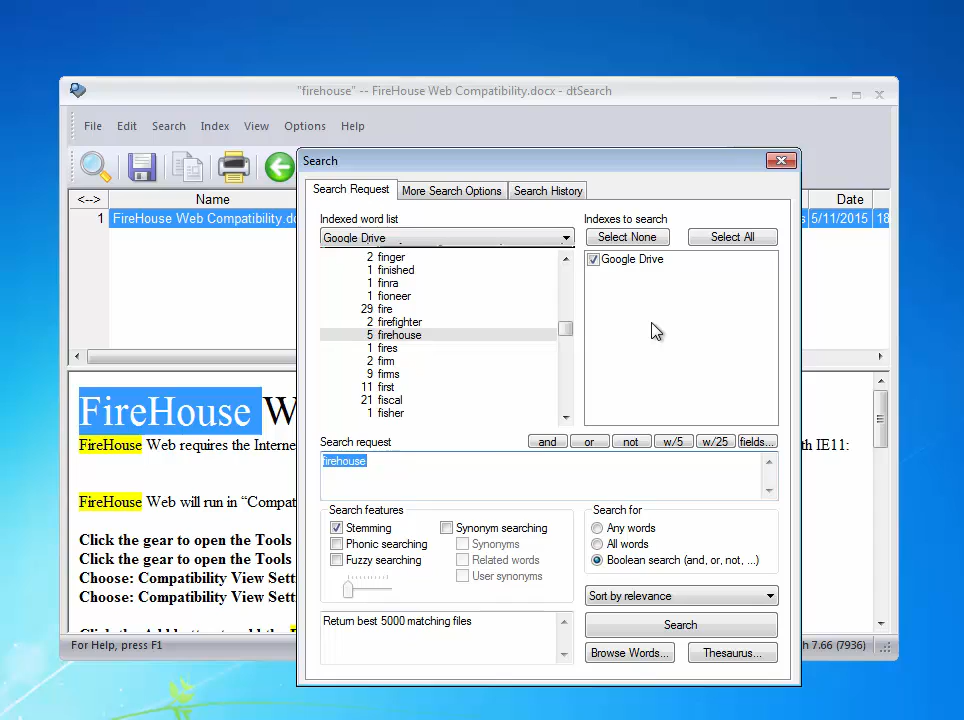 "firehouse" -- FireHouse Web Compatibility.docx - dtSearch
File Edit Search Index View Options Help
Search
Search Request More Search Options Search History
<--> Name Date
1 FireHouse Web Compatibility.do 5/11/2015 18
Indexed word list Indexes to search
Google Drive Select None Select All
2 finger Google Drive
1 finished
1 finra
1 fioneer
29 fire
2 firefighter
5 firehouse
1 fires
2 firm
9 firms
11 first
21 fiscal
1 fisher
FireHouse W
FireHouse Web requires the Interne th IE11:
FireHouse Web will run in “Compat
Click the gear to open the Tools
Click the gear to open the Tools
Choose: Compatibility View Setti
Choose: Compatibility View Setti
Search request and or not w/5 w/25 fields...
firehouse
Search features Search for
Stemming Synonym searching Any words
Phonic searching Synonyms All words
Fuzzy searching Related words Boolean search (and, or, not, ...)
User synonyms
Sort by relevance
Return best 5000 matching files Search
Browse Words... Thesaurus...
For Help, press F1 h 7.66 (7936)